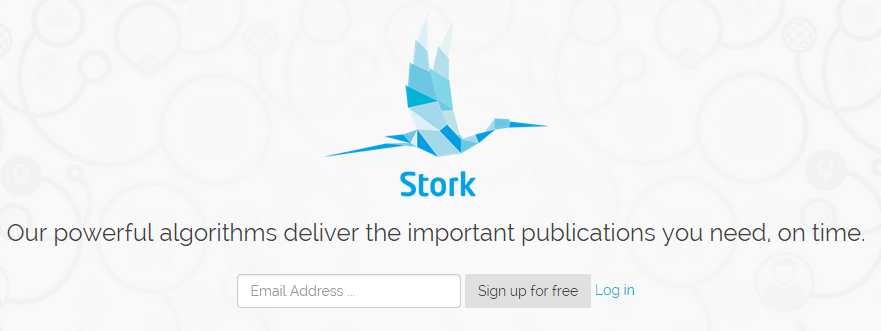 Stork
Our powerful algorithms deliver the important publications you need, on time.
Email Address ... Sign up for free Log in